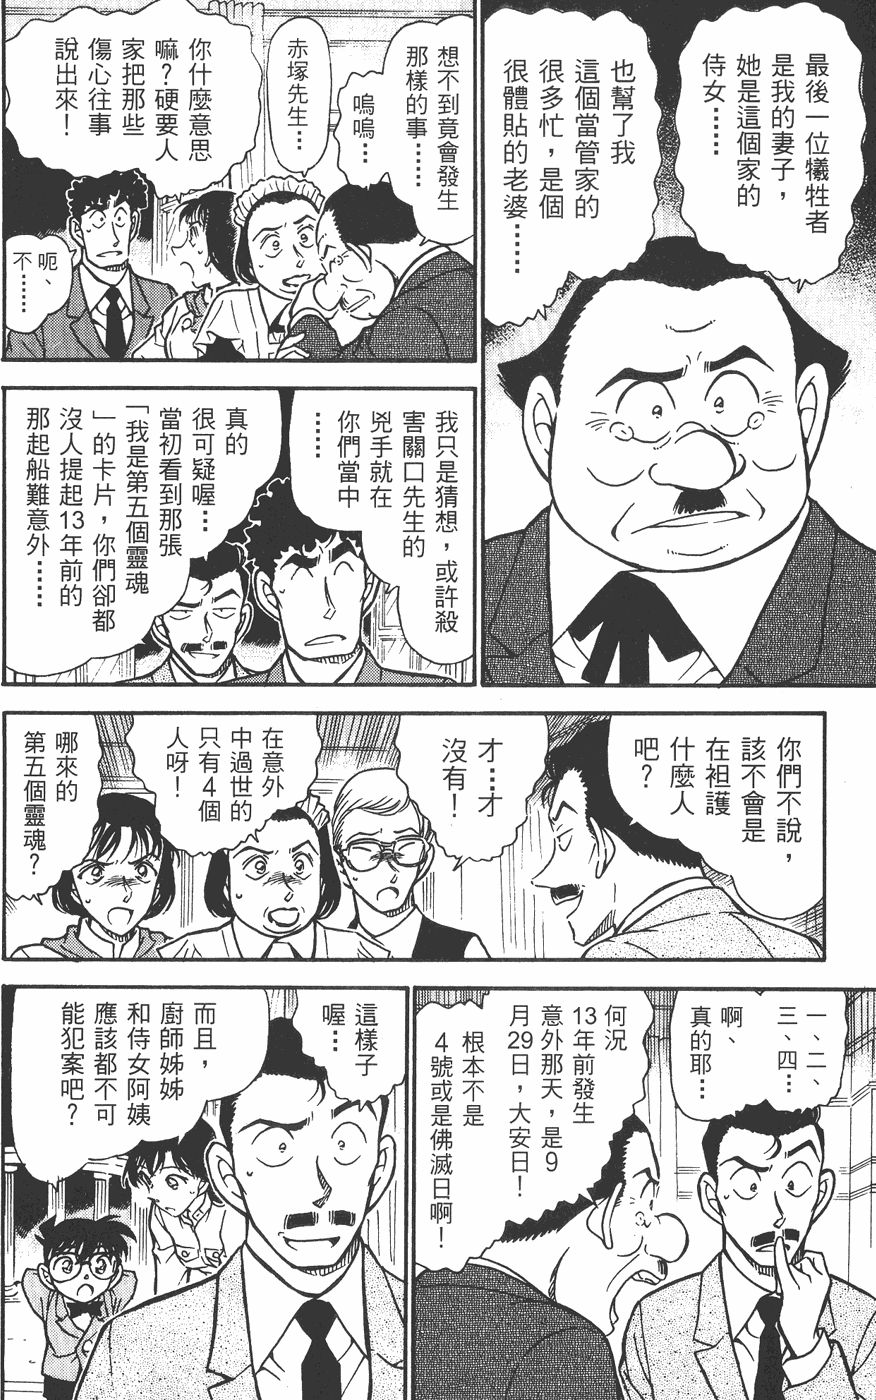 最後一位犧牲者
是我的妻子，
她是這個家的
侍女……
也幫了我
這個當管家的
很多忙，是個
很體貼的老婆……
想不到竟會發生
那樣的事……
嗚嗚…
赤塚先生…
你什麼意思
嘛？硬要人
家把那些
傷心往事
說出來！
呃、
不……
我只是猜想，或許殺
害關口先生的
兇手就在
你們當中
……
真的
很可疑喔…
當初看到那張
「我是第五個靈魂
」的卡片，你們卻都
沒人提起13年前的
那起船難意外……
你們不說，
該不會是
在袒護
什麼人
吧？
才…才
沒有！
在意外
中過世的
只有4個
人呀！
哪來的
第五個靈魂？
一、二、
三、四…
啊、
真的耶…
何況
13年前發生
意外那天，是9
月29日，大安日！
根本不是
4號或是佛滅日啊！
這樣子
喔…
而且，
廚師姊姊
和侍女阿姨
應該都不可
能犯案吧？